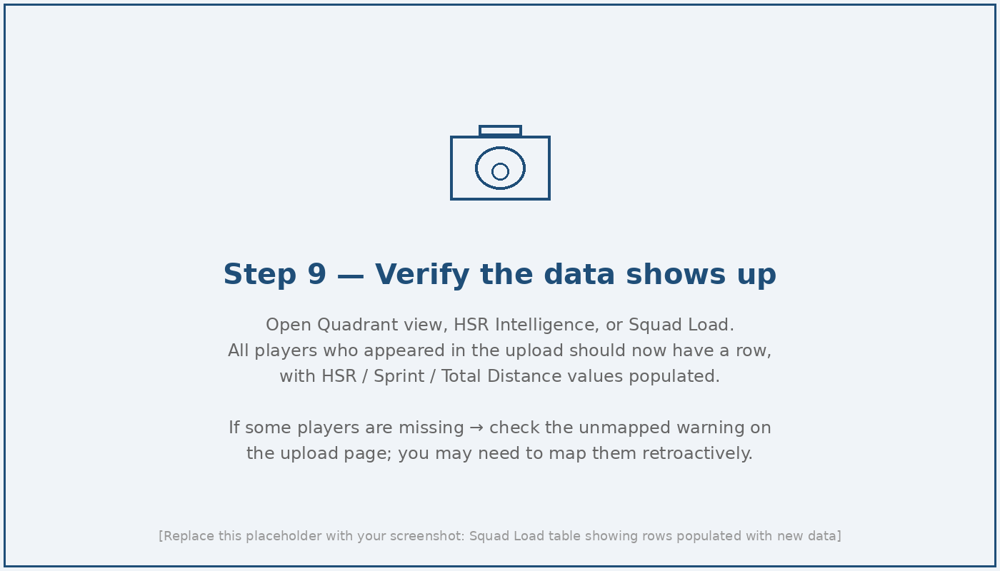 Step 9 — Verify the data shows up
Open Quadrant view, HSR Intelligence, or Squad Load.
All players who appeared in the upload should now have a row,
with HSR / Sprint / Total Distance values populated.
If some players are missing → check the unmapped warning on
the upload page; you may need to map them retroactively.
[Replace this placeholder with your screenshot: Squad Load table showing rows populated with new data]